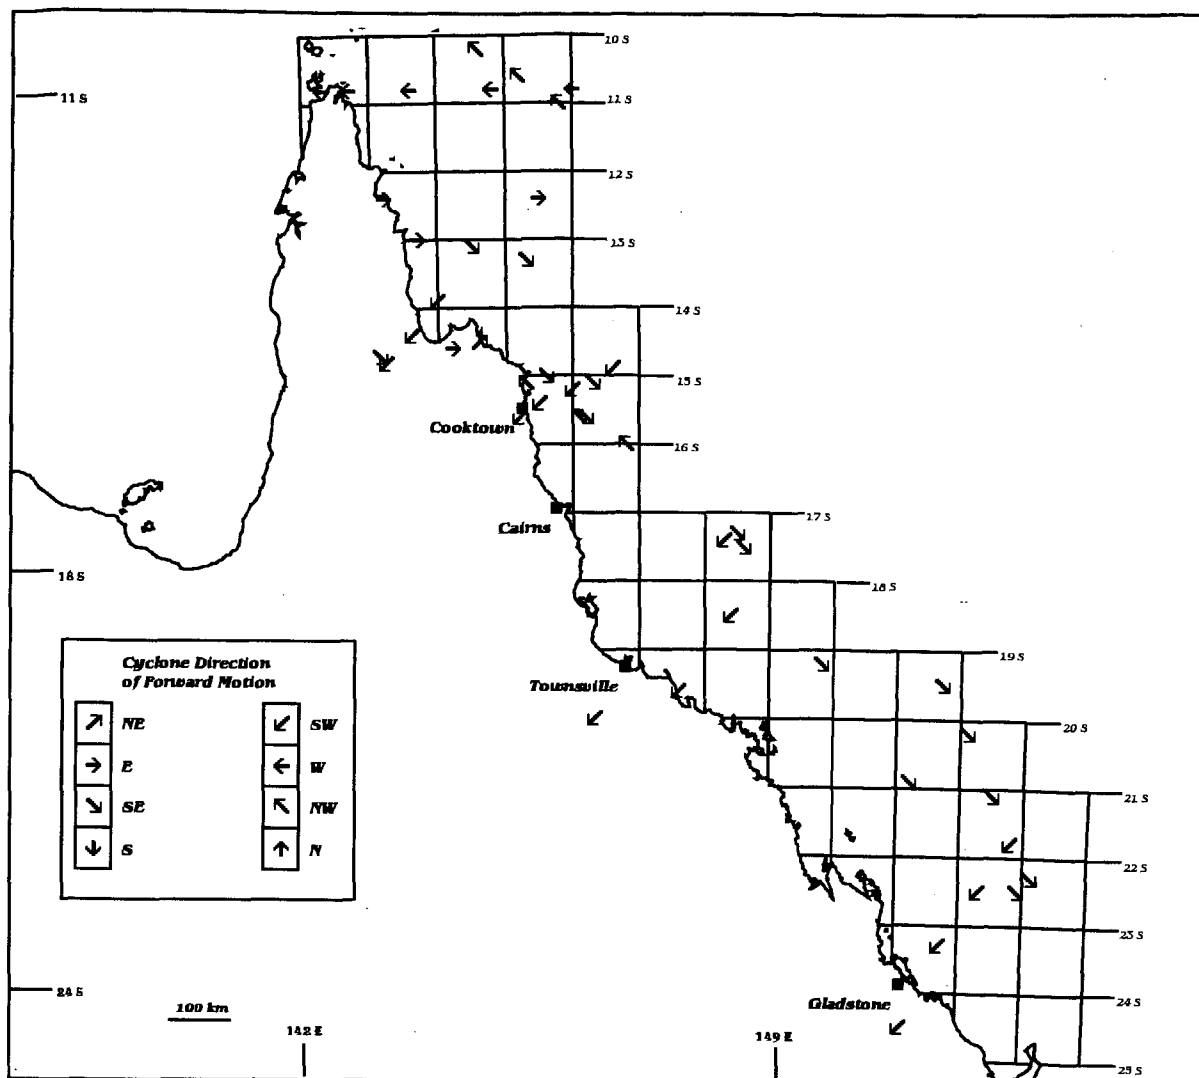 10 S
11 S
11 S
12 S
13 S
14 S
15 S
Cooktown
16 S
Cairns
17 S
18 S
18 S
19 S
Townsville
20 S
21 S
22 S
23 S
24 S
24 S
Gladstone
25 S
Cyclone Direction
of Forward Motion
NE SW
E W
SE NW
S N
100 km
142 E
149 E